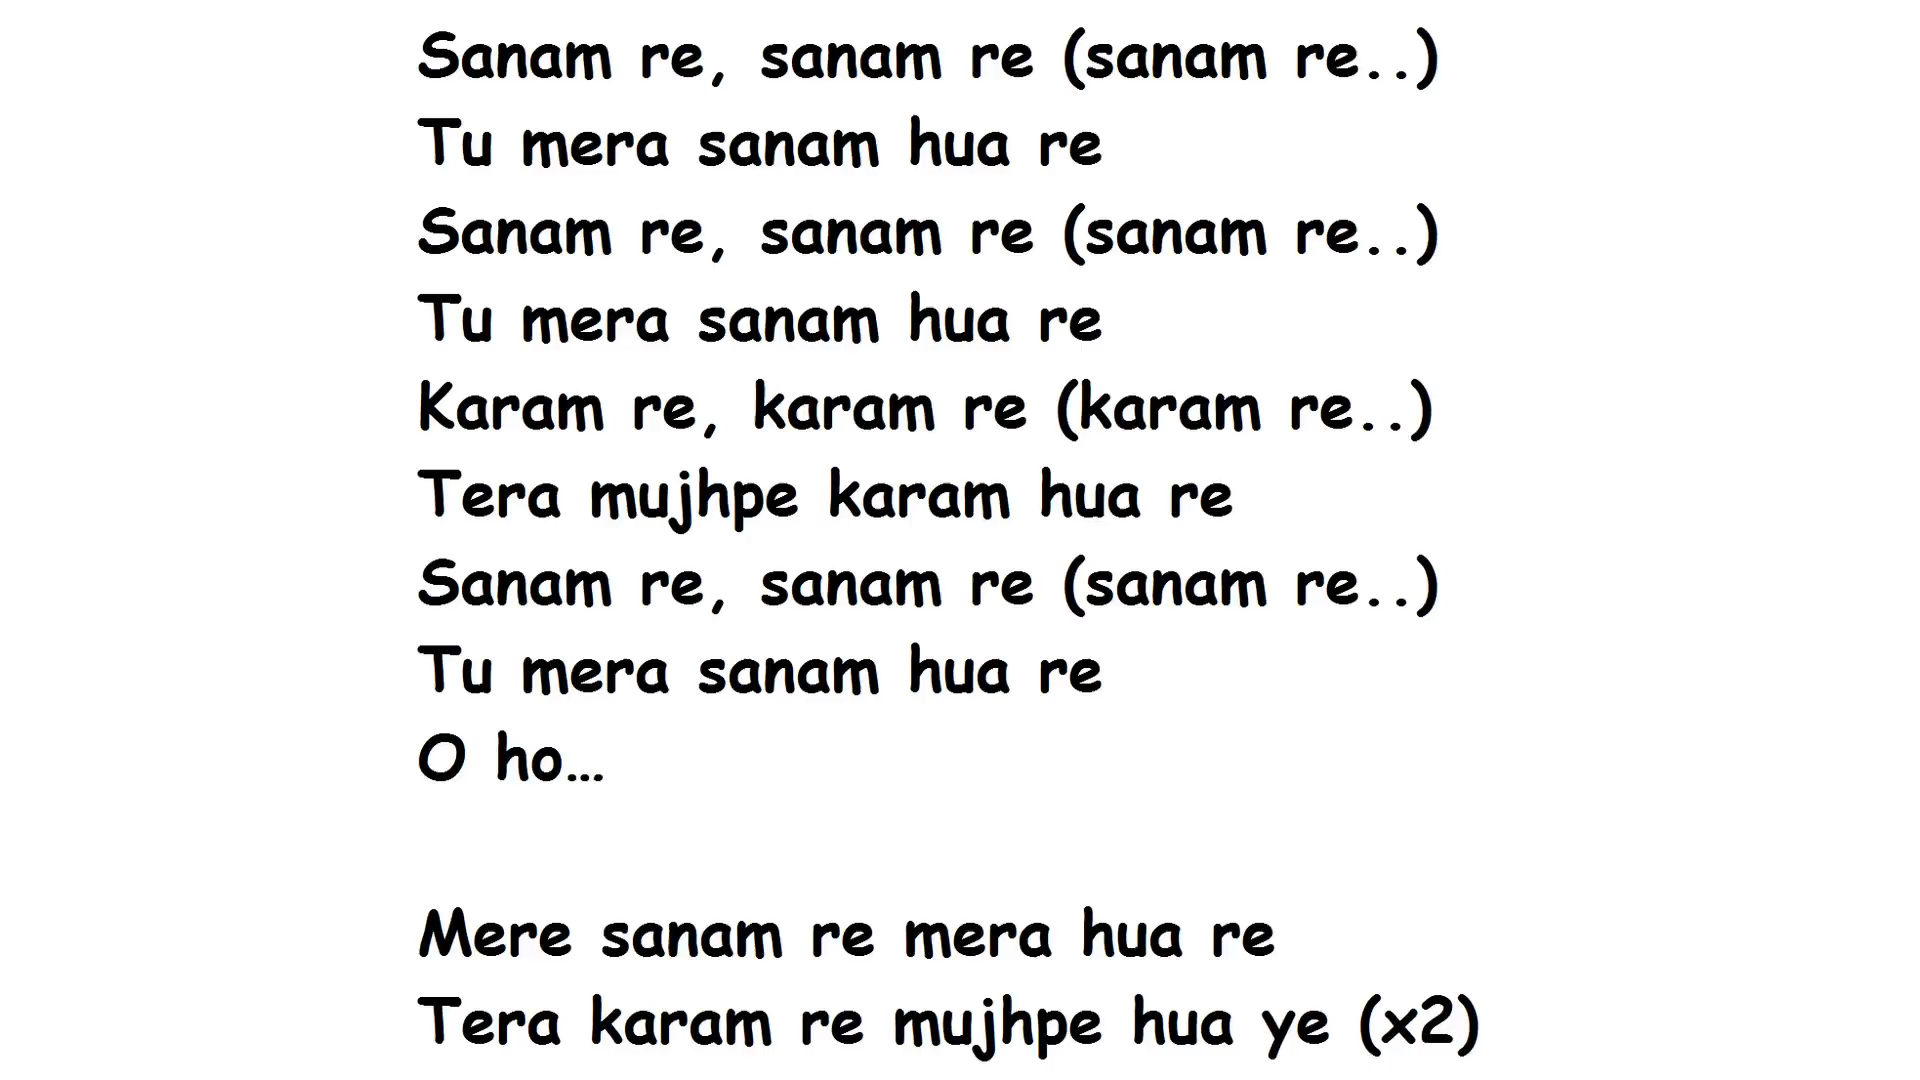 Sanam re, sanam re (sanam re..)
Tu mera sanam hua re
Sanam re, sanam re (sanam re..)
Tu mera sanam hua re
Karam re, karam re (karam re..)
Tera mujhpe karam hua re
Sanam re, sanam re (sanam re..)
Tu mera sanam hua re
O ho…
Mere sanam re mera hua re
Tera karam re mujhpe hua ye (x2)